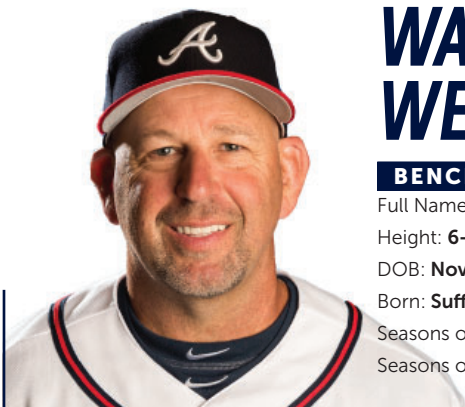 A
WA
WE
BENC
Full Name
Height: 6-
DOB: Nov
Born: Suff
Seasons o
Seasons o